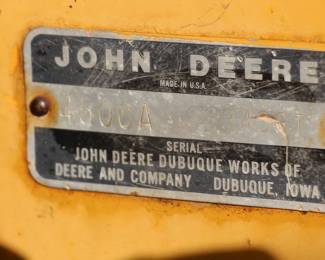 JOHN DEERE
MADE IN U.S.A.
SERIAL
JOHN DEERE DUBUQUE WORKS OF
DEERE AND COMPANY DUBUQUE, IOWA